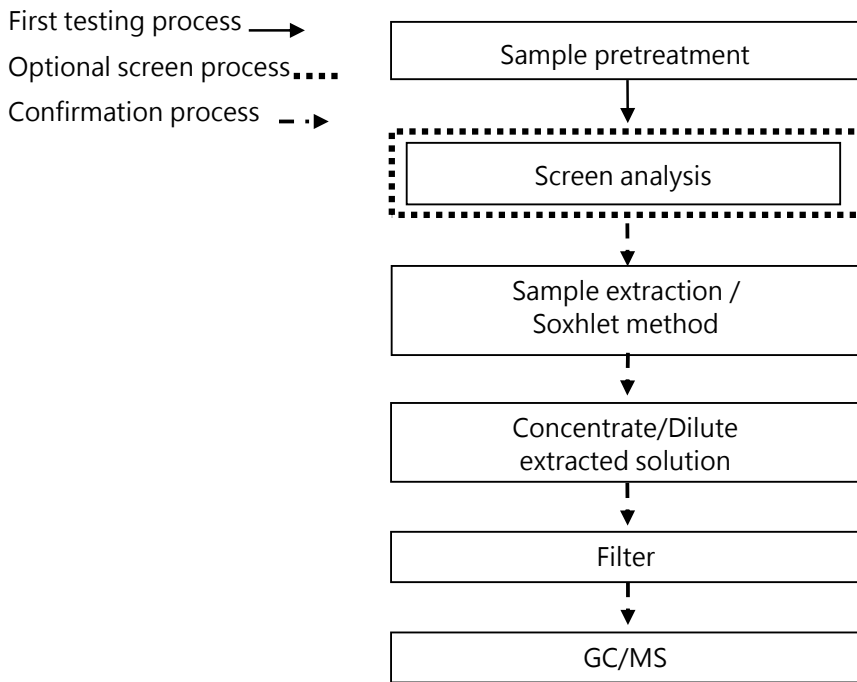 First testing process
Optional screen process
Confirmation process
Sample pretreatment
Screen analysis
Sample extraction /
Soxhlet method
Concentrate/Dilute
extracted solution
Filter
GC/MS